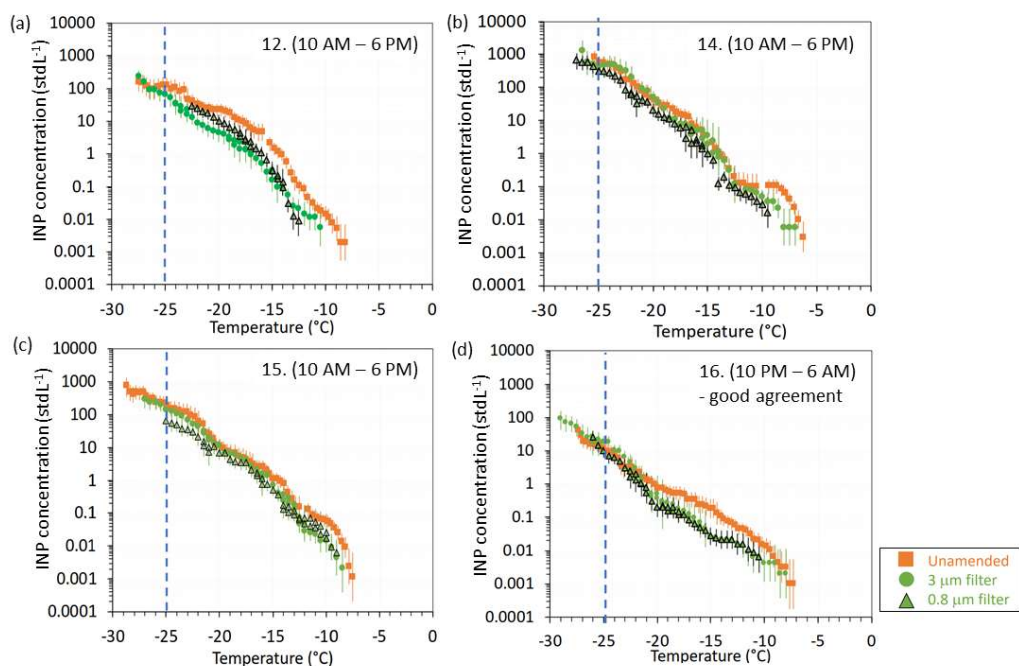 (a)
12. (10 AM – 6 PM)
INP concentration (stdL-1)
10000
1000
100
10
1
0.1
0.01
0.001
0.0001
-30 -25 -20 -15 -10 -5 0
Temperature (°C)
(b)
14. (10 AM – 6 PM)
INP concentration (stdL-1)
10000
1000
100
10
1
0.1
0.01
0.001
0.0001
-30 -25 -20 -15 -10 -5 0
Temperature (°C)
(c)
15. (10 AM – 6 PM)
INP concentration (stdL-1)
10000
1000
100
10
1
0.1
0.01
0.001
0.0001
-30 -25 -20 -15 -10 -5 0
Temperature (°C)
(d)
16. (10 PM – 6 AM)
- good agreement
INP concentration (stdL-1)
10000
1000
100
10
1
0.1
0.01
0.001
0.0001
-30 -25 -20 -15 -10 -5 0
Temperature (°C)
Unamended
3 µm filter
0.8 µm filter